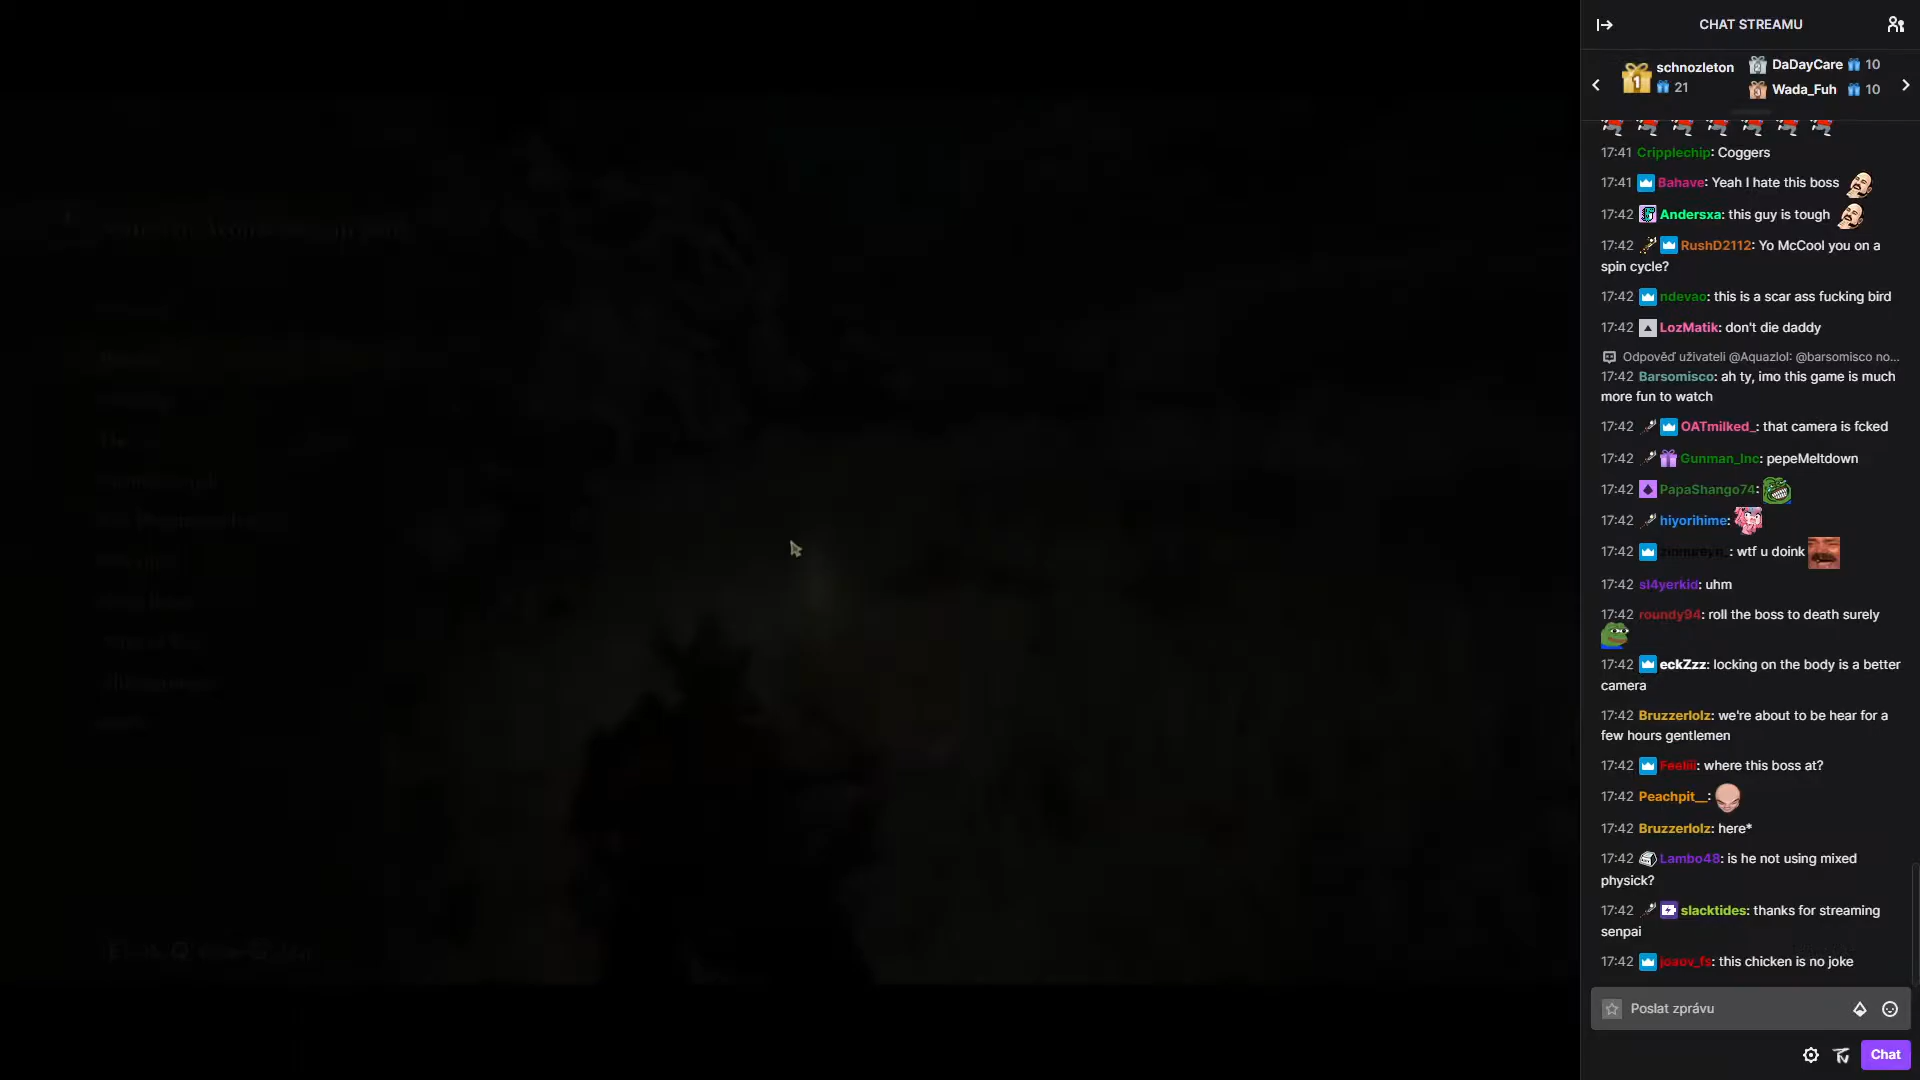 CHAT STREAMU
schnozleton
21
DaDayCare 10
Wada_Fuh 10
17:41 Cripplechip: Coggers
17:41 Bahave: Yeah I hate this boss
17:42 Andersxa: this guy is tough
17:42 RushD2112: Yo McCool you on a
spin cycle?
17:42 ndevao: this is a scar ass fucking bird
17:42 LozMatik: don't die daddy
Odpověď uživateli @Aquazlol: @barsomisco no...
17:42 Barsomisco: ah ty, imo this game is much
more fun to watch
17:42 OATmilked_: that camera is fcked
17:42 Gunman_Inc: pepeMeltdown
17:42 PapaShango74:
17:42 hiyorihime:
17:42 : wtf u doink
17:42 sl4yerkid: uhm
17:42 roundy94: roll the boss to death surely
17:42 eckZzz: locking on the body is a better
camera
17:42 Bruzzerlolz: we're about to be hear for a
few hours gentlemen
17:42 : where this boss at?
17:42 Peachpit__:
17:42 Bruzzerlolz: here*
17:42 Lambo48: is he not using mixed
physick?
17:42 slacktides: thanks for streaming
senpai
17:42 joaov_fs: this chicken is no joke
Poslat zprávu
Chat